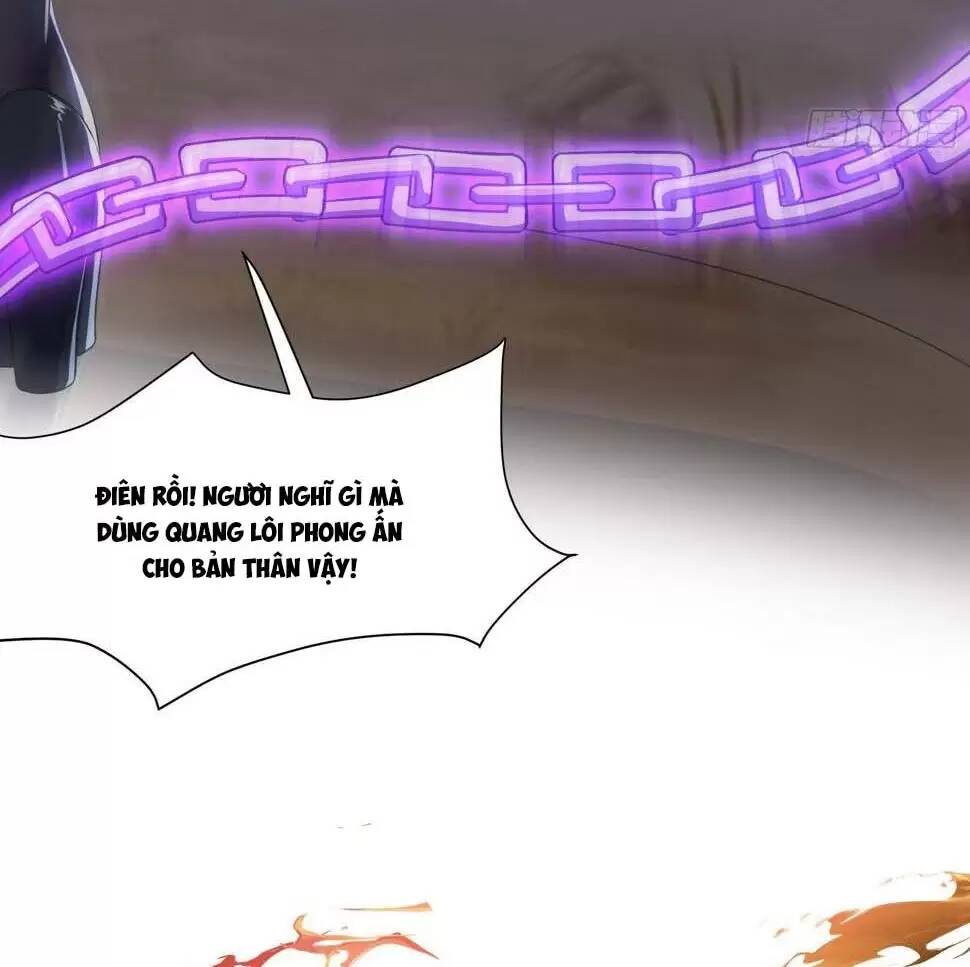 ĐIÊN RỒI! NGƯƠI NGHĨ GÌ MÀ
DÙNG QUANG LÔI PHONG ẤN
CHO BẢN THÂN VẬY!